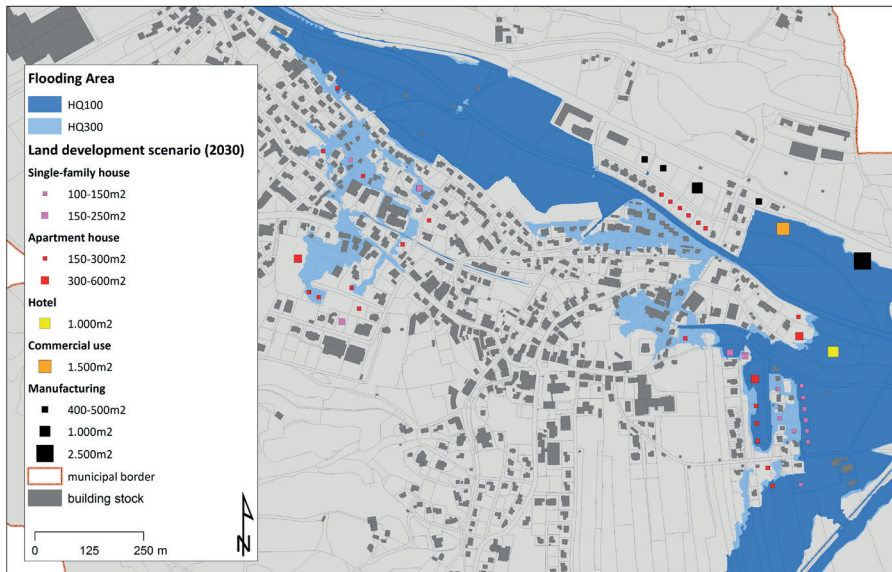 Flooding Area
HQ100
HQ300
Land development scenario (2030)
Single-family house
100-150m2
150-250m2
Apartment house
150-300m2
300-600m2
Hotel
1.000m2
Commercial use
1.500m2
Manufacturing
400-500m2
1.000m2
2.500m2
municipal border
building stock
0 125 250 m
N